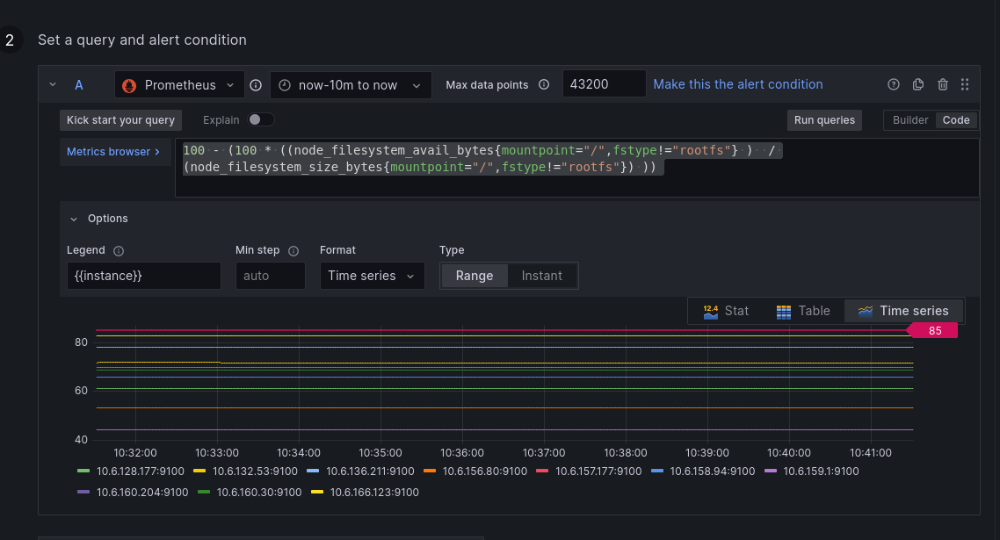 2 Set a query and alert condition
A Prometheus now-10m to now Max data points 43200 Make this the alert condition
Kick start your query Explain Run queries Builder Code
Metrics browser > 100 - (100 * ((node_filesystem_avail_bytes{mountpoint="/",fstype!="rootfs"} ) / 
(node_filesystem_size_bytes{mountpoint="/",fstype!="rootfs"}) ))
Options
Legend Min step Format Type
{{instance}} auto Time series Range Instant
12.4 Stat Table Time series
85
80
60
40
10:32:00 10:33:00 10:34:00 10:35:00 10:36:00 10:37:00 10:38:00 10:39:00 10:40:00 10:41:00
10.6.128.177:9100 10.6.132.53:9100 10.6.136.211:9100 10.6.156.80:9100 10.6.157.177:9100 10.6.158.94:9100 10.6.159.1:9100
10.6.160.204:9100 10.6.160.30:9100 10.6.166.123:9100